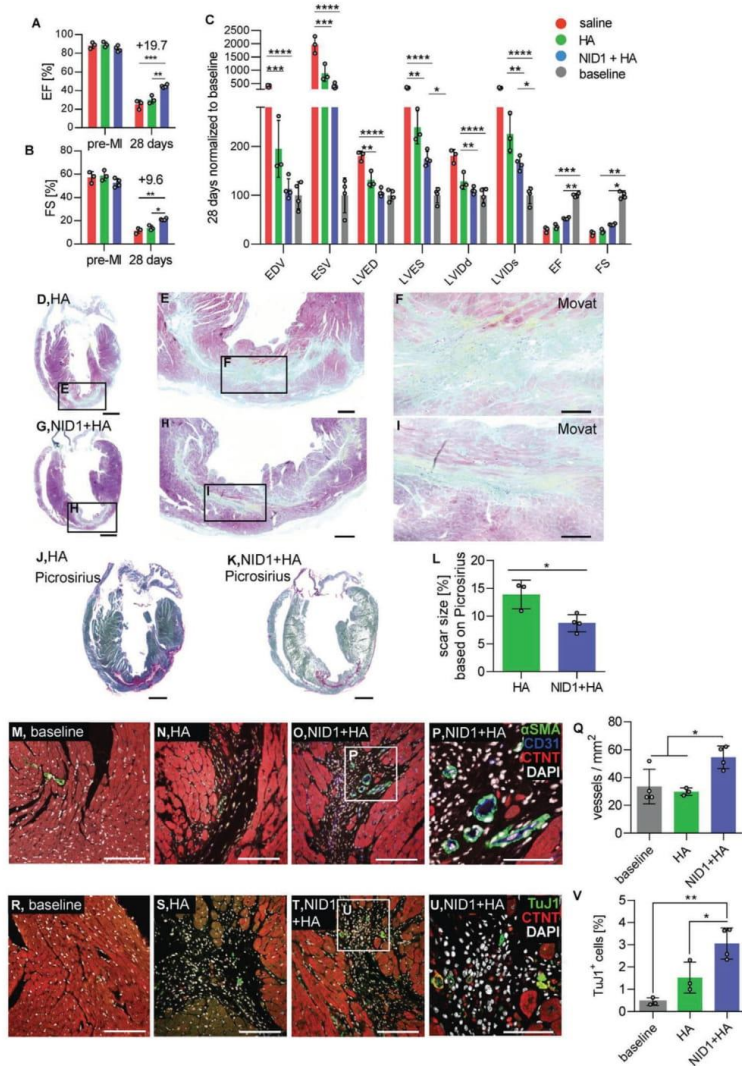 A
EF [%]
100
80
60
40
20
0
+19.7
***
**
pre-MI 28 days
B
FS [%]
80
60
40
20
0
+9.6
**
*
pre-MI 28 days
C
28 days normalized to baseline
2500
2000
1500
1000
500
200
100
0
****
***
****
***
****
**
****
**
*
****
**
****
**
*
***
**
**
*
EDV
ESV
LVED
LVES
LVIDd
LVIDs
EF
FS
saline
HA
NID1 + HA
baseline
D,HA
E
E
F
F
Movat
G,NID1+HA
H
H
I
I
Movat
J,HA
Picrosirius
K,NID1+HA
Picrosirius
L
scar size [%]
based on Picrosirius
20
15
10
5
0
*
HA NID1+HA
M, baseline
N,HA
O,NID1+HA
P
P,NID1+HA
αSMA
CD31
CTNT
DAPI
Q
vessels / mm²
80
60
40
20
0
*
baseline
HA
NID1+HA
R, baseline
S,HA
T,NID1
+HA
U
U,NID1+HA
TuJ1
CTNT
DAPI
V
TuJ1⁺ cells [%]
5
4
3
2
1
0
**
*
baseline
HA
NID1+HA